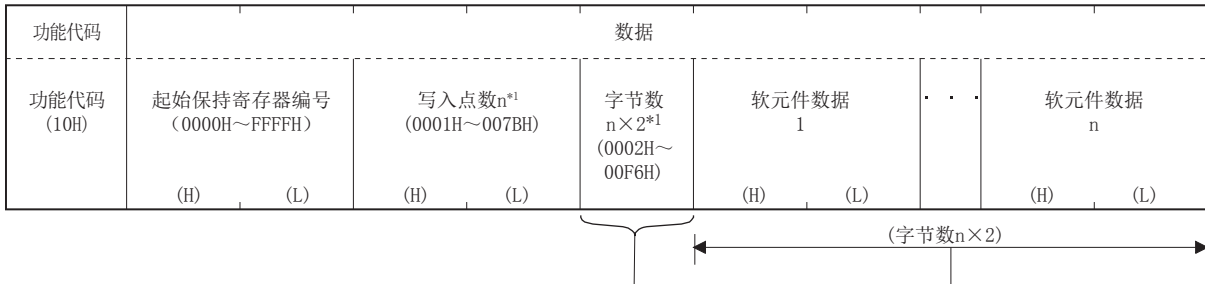 功能代码 数据
功能代码 起始保持寄存器编号 写入点数n*1 字节数 软元件数据 · · · 软元件数据
(10H) (0000H～FFFFH) (0001H～007BH) n×2*1 1 n
(0002H～
00F6H)
(H) (L) (H) (L) (H) (L) (H) (L)
(字节数n×2)